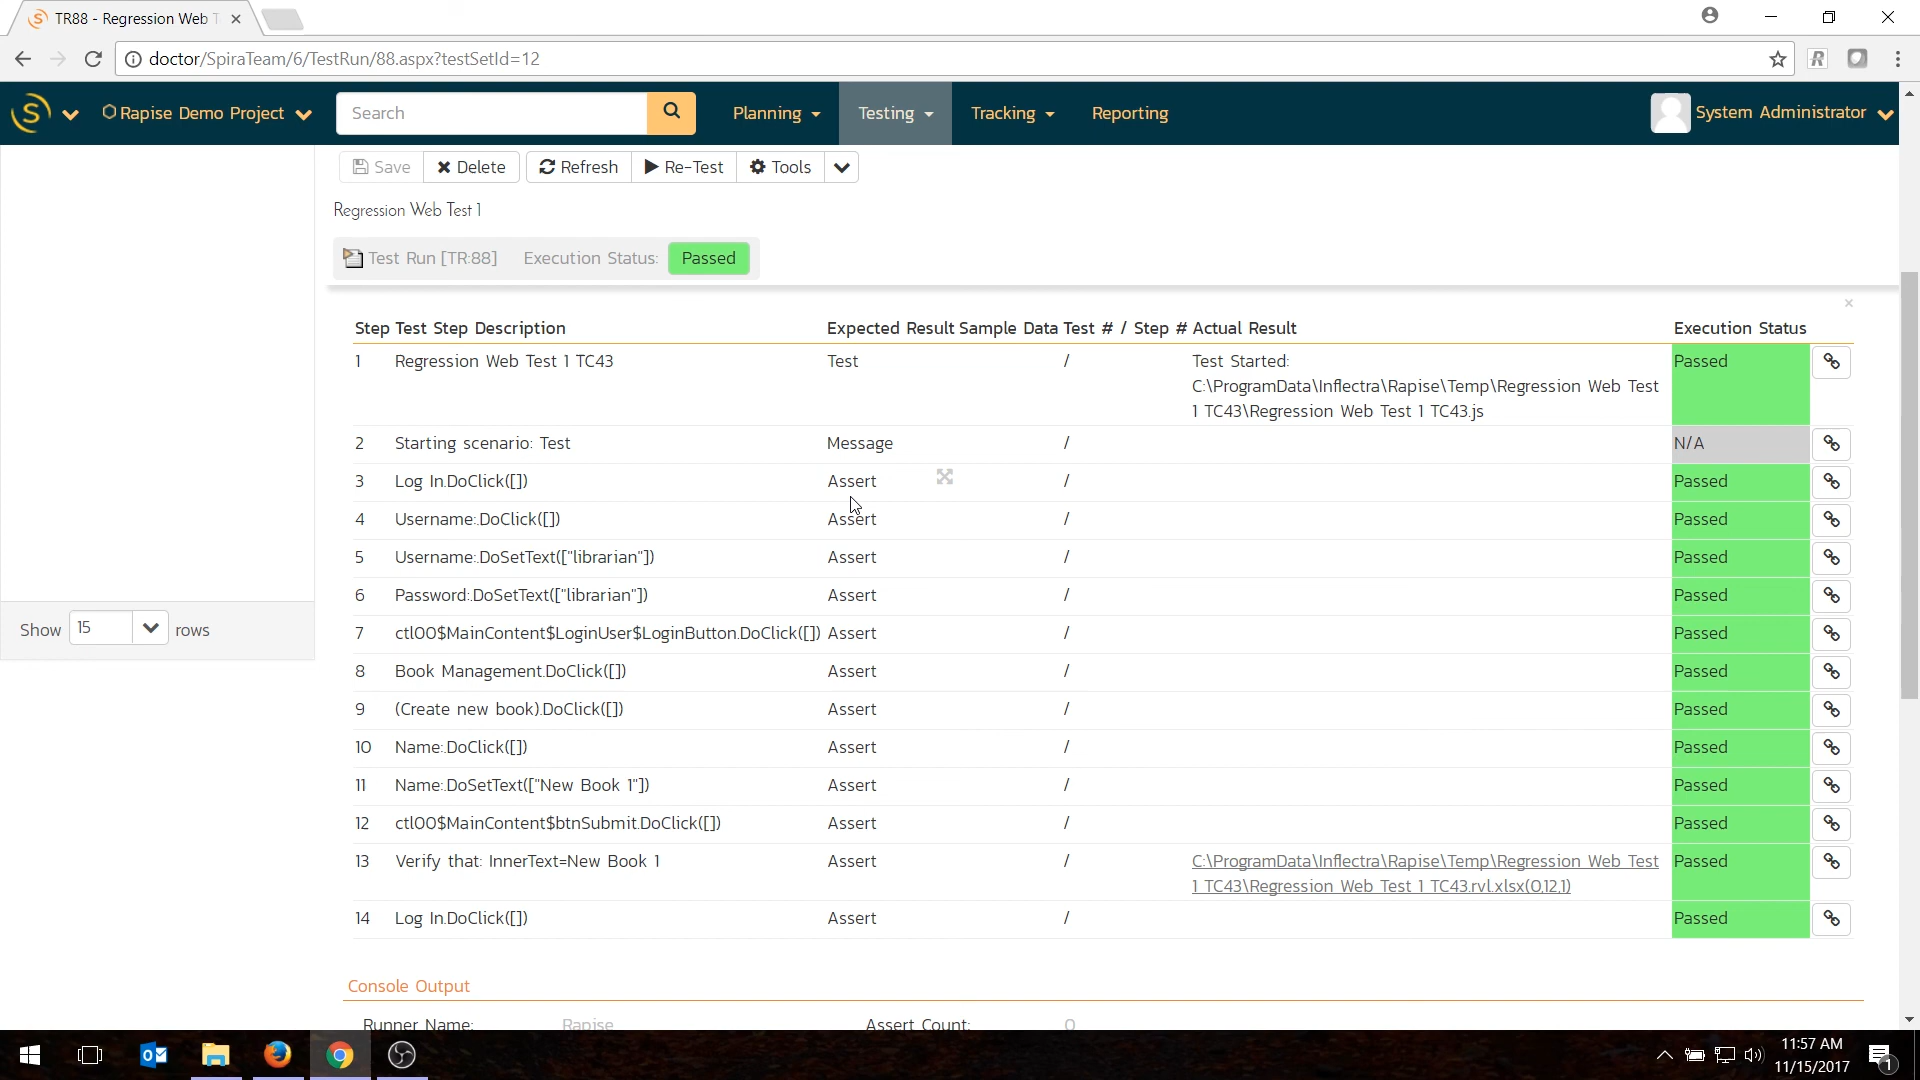 TR88 - Regression Web T
doctor/SpiraTeam/6/TestRun/88.aspx?testSetId=12
Rapise Demo Project
Search
Planning
Testing
Tracking
Reporting
System Administrator
Save
Delete
Refresh
Re-Test
Tools
Regression Web Test 1
Test Run [TR:88] Execution Status: Passed
Step Test Step Description Expected Result Sample Data Test # / Step # Actual Result Execution Status
1 Regression Web Test 1 TC43 Test / Test Started: Passed
C:\ProgramData\Inflectra\Rapise\Temp\Regression Web Test
1 TC43\Regression Web Test 1 TC43.js
2 Starting scenario: Test Message / N/A
3 Log In.DoClick([]) Assert / Passed
4 Username:.DoClick([]) Assert / Passed
5 Username:.DoSetText(["librarian"]) Assert / Passed
6 Password:.DoSetText(["librarian"]) Assert / Passed
7 ctl00$MainContent$LoginUser$LoginButton.DoClick([]) Assert / Passed
8 Book Management.DoClick([]) Assert / Passed
9 (Create new book).DoClick([]) Assert / Passed
10 Name:.DoClick([]) Assert / Passed
11 Name:.DoSetText(["New Book 1"]) Assert / Passed
12 ctl00$MainContent$btnSubmit.DoClick([]) Assert / Passed
13 Verify that: InnerText=New Book 1 Assert / C:\ProgramData\Inflectra\Rapise\Temp\Regression Web Test Passed
1 TC43\Regression Web Test 1 TC43.rvl.xlsx(0,12,1)
14 Log In.DoClick([]) Assert / Passed
Show 15 rows
Console Output
Runner Name: Rapise Assert Count: 0
11:57 AM
11/15/2017
1